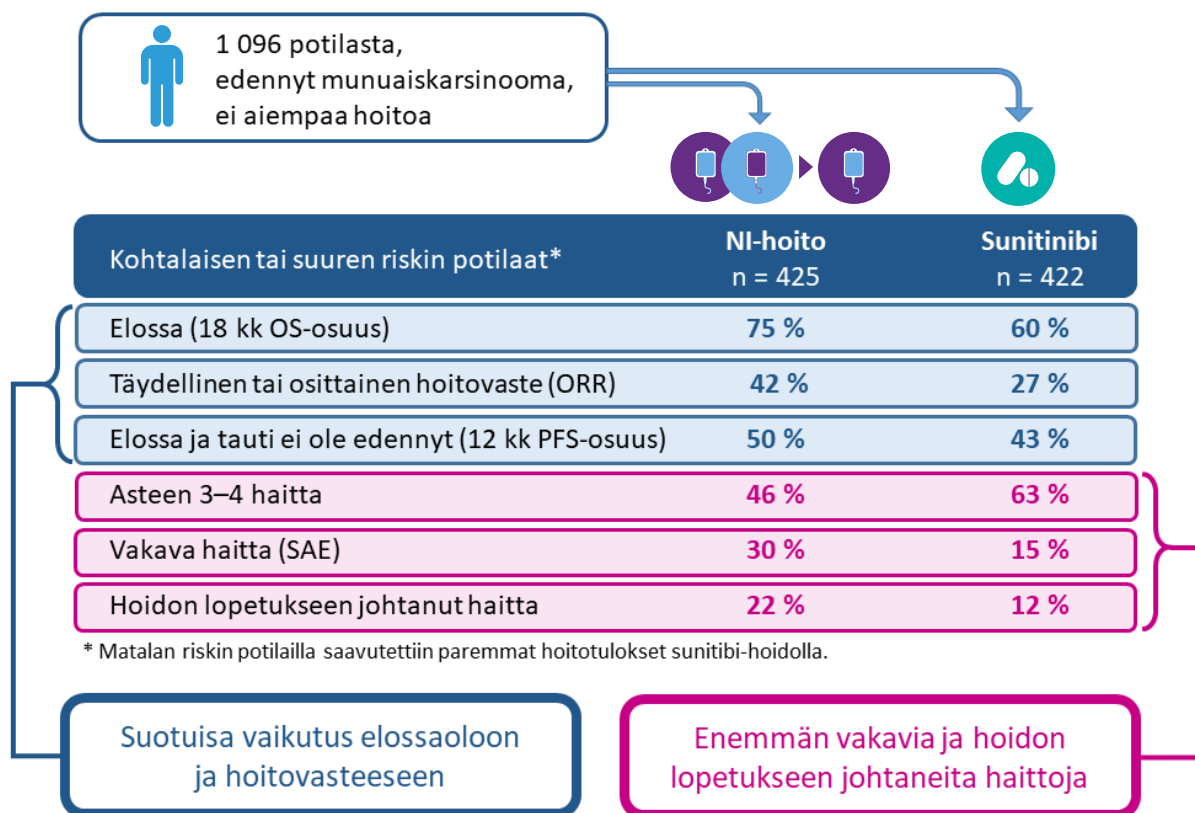 1 096 potilasta,
edennyt munuaiskarsinooma,
ei aiempaa hoitoa
Kohtalaisen tai suuren riskin potilaat* NI-hoito n = 425 Sunitinibi n = 422
Elossa (18 kk OS-osuus) 75 % 60 %
Täydellinen tai osittainen hoitovaste (ORR) 42 % 27 %
Elossa ja tauti ei ole edennyt (12 kk PFS-osuus) 50 % 43 %
Asteen 3–4 haitta 46 % 63 %
Vakava haitta (SAE) 30 % 15 %
Hoidon lopetukseen johtanut haitta 22 % 12 %
* Matalan riskin potilailla saavutettiin paremmat hoitotulokset sunitibi-hoidolla.
Suotuisa vaikutus elossaoloon
ja hoitovasteeseen
Enemmän vakavia ja hoidon
lopetukseen johtaneita haittoja